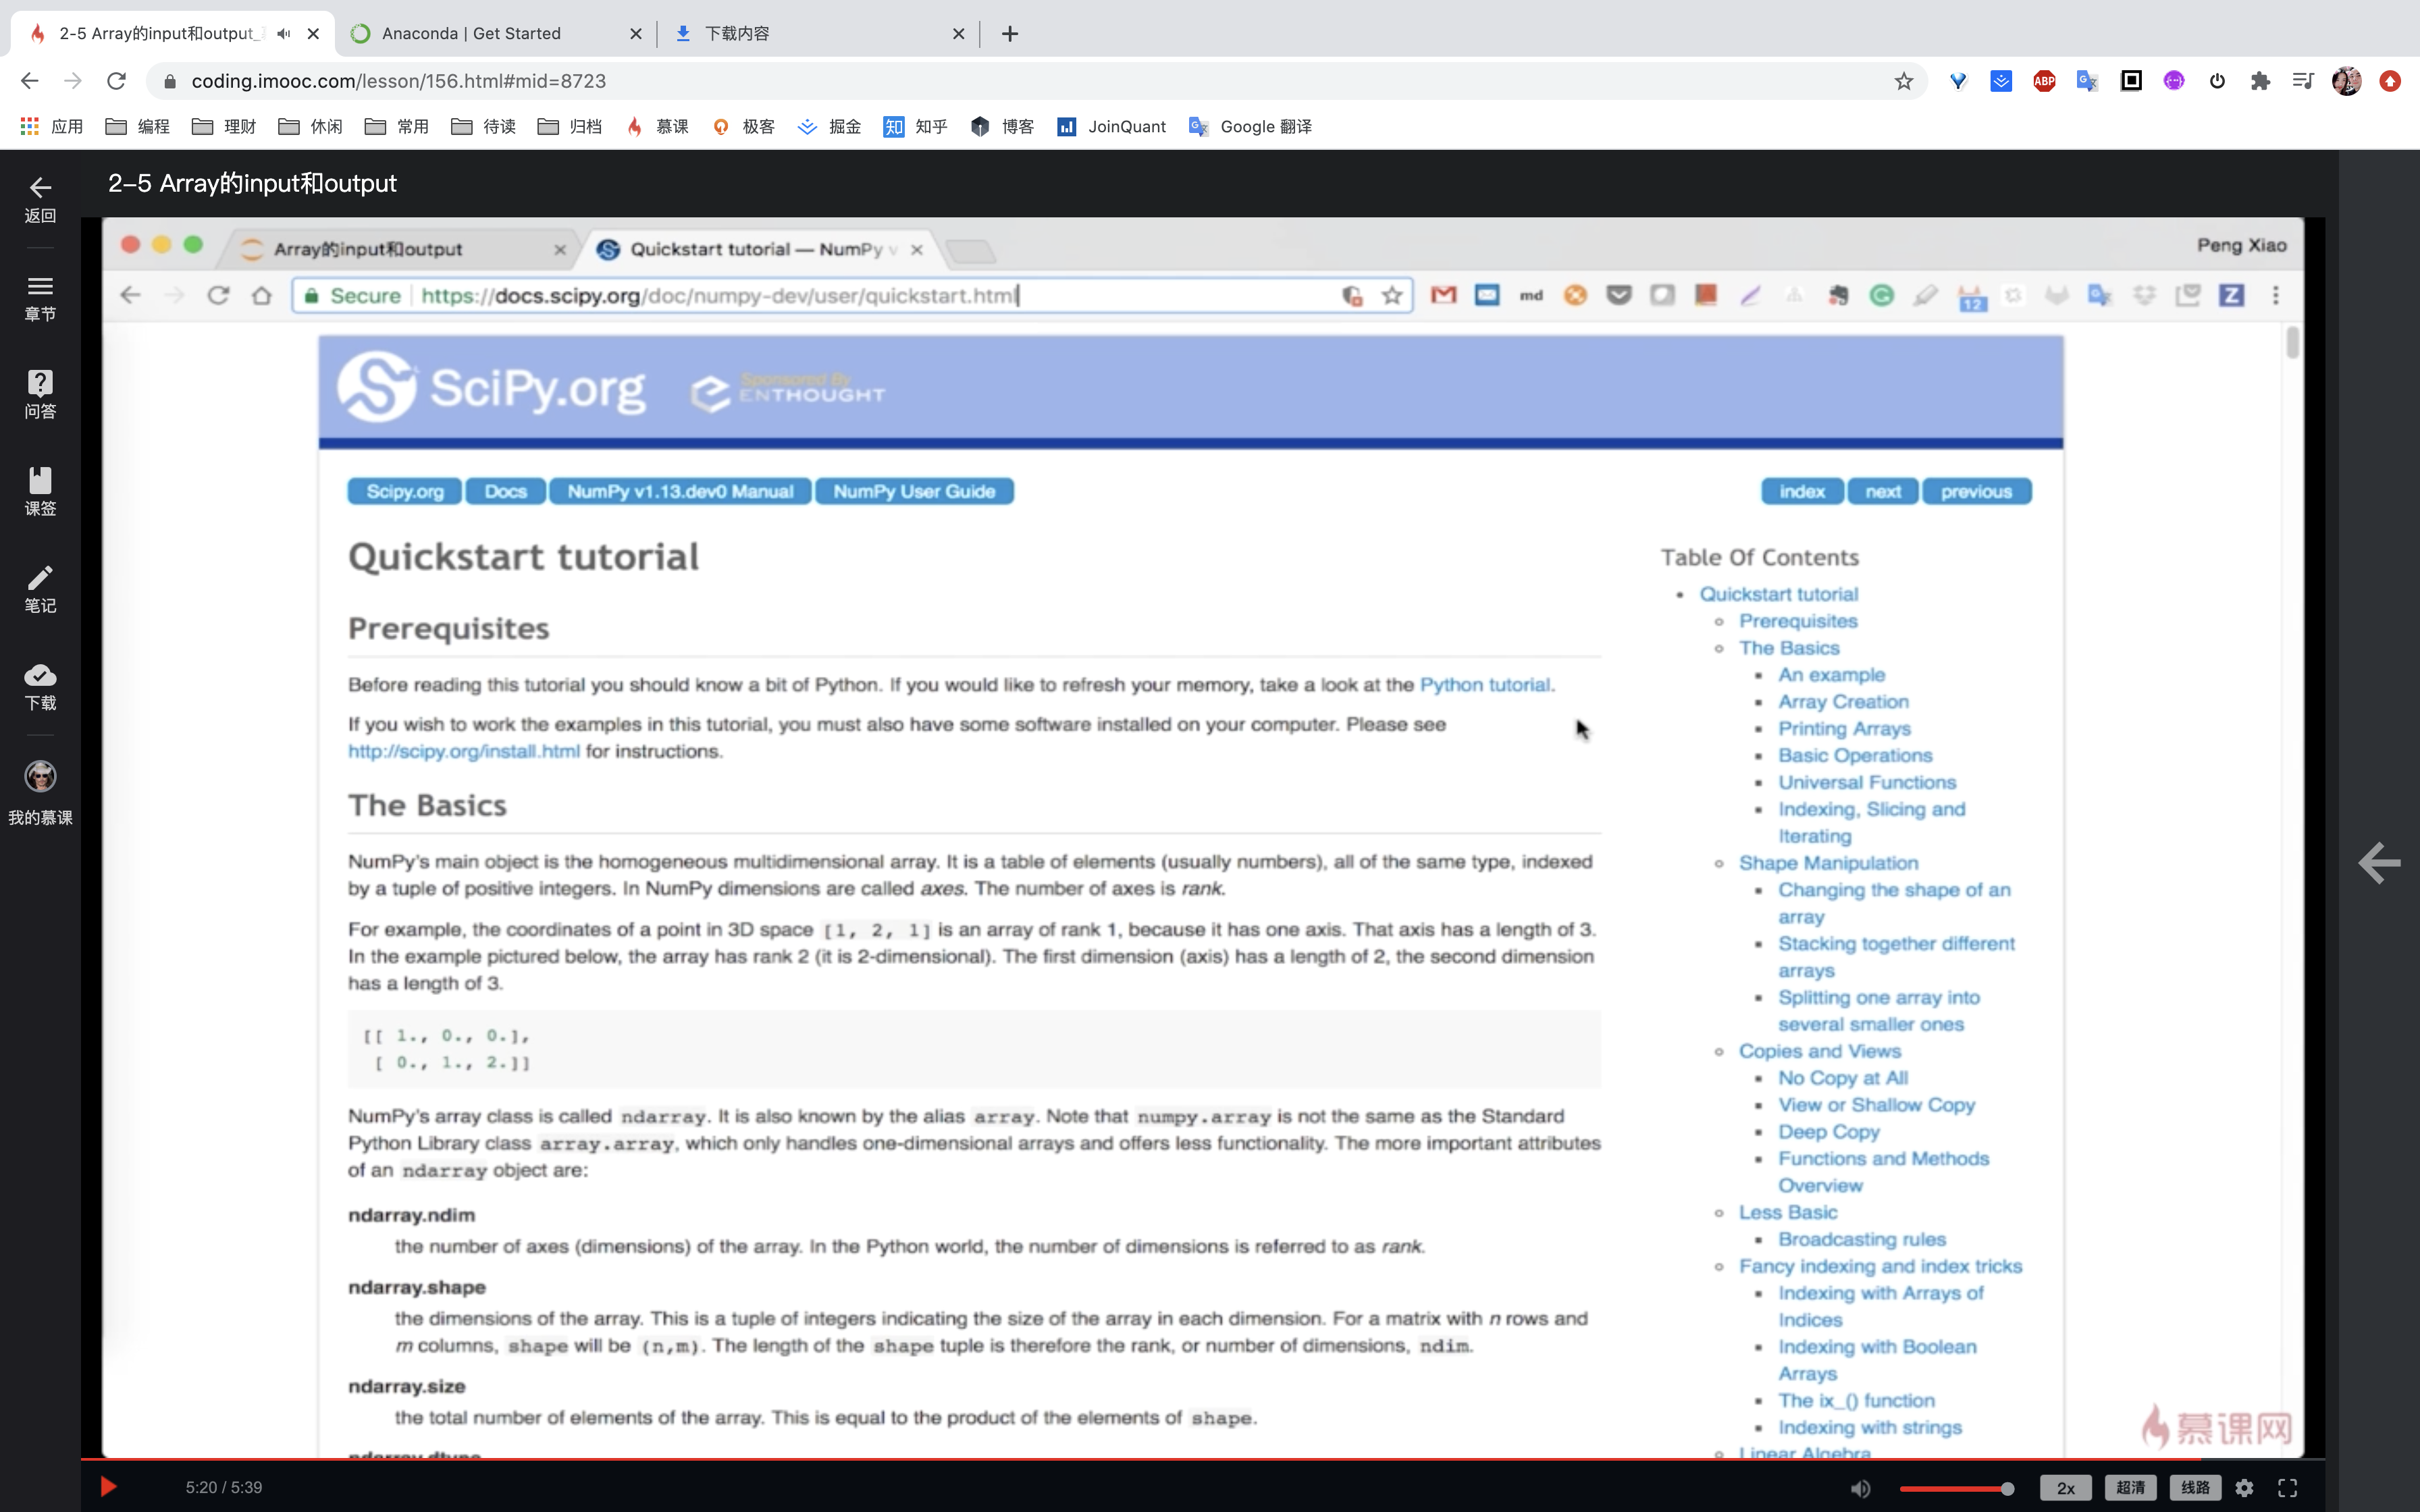 2-5 Array的input和output_
Anaconda | Get Started
下载内容
coding.imooc.com/lesson/156.html#mid=8723
ABP
应用 编程 理财 休闲 常用 待读 归档 慕课 极客 掘金 知 知乎 博客 JoinQuant Google 翻译
返回
章节
问答
课签
笔记
下载
我的慕课
2-5 Array的input和output
Array的input和output
Quickstart tutorial — NumPy v
Peng Xiao
Secure https://docs.scipy.org/doc/numpy-dev/user/quickstart.html
md
12
Z
SciPy.org
Sponsored By
ENTHOUGHT
Scipy.org Docs NumPy v1.13.dev0 Manual NumPy User Guide
index next previous
Quickstart tutorial
Prerequisites
Before reading this tutorial you should know a bit of Python. If you would like to refresh your memory, take a look at the Python tutorial.
If you wish to work the examples in this tutorial, you must also have some software installed on your computer. Please see
http://scipy.org/install.html for instructions.
The Basics
NumPy's main object is the homogeneous multidimensional array. It is a table of elements (usually numbers), all of the same type, indexed
by a tuple of positive integers. In NumPy dimensions are called axes. The number of axes is rank.
For example, the coordinates of a point in 3D space [1, 2, 1] is an array of rank 1, because it has one axis. That axis has a length of 3.
In the example pictured below, the array has rank 2 (it is 2-dimensional). The first dimension (axis) has a length of 2, the second dimension
has a length of 3.
[[ 1., 0., 0.],
[ 0., 1., 2.]]
NumPy's array class is called ndarray. It is also known by the alias array. Note that numpy.array is not the same as the Standard
Python Library class array.array, which only handles one-dimensional arrays and offers less functionality. The more important attributes
of an ndarray object are:
ndarray.ndim
the number of axes (dimensions) of the array. In the Python world, the number of dimensions is referred to as rank.
ndarray.shape
the dimensions of the array. This is a tuple of integers indicating the size of the array in each dimension. For a matrix with n rows and
m columns, shape will be (n,m). The length of the shape tuple is therefore the rank, or number of dimensions, ndim.
ndarray.size
the total number of elements of the array. This is equal to the product of the elements of shape.
ndarray.dtype
Table Of Contents
Quickstart tutorial
Prerequisites
The Basics
An example
Array Creation
Printing Arrays
Basic Operations
Universal Functions
Indexing, Slicing and
Iterating
Shape Manipulation
Changing the shape of an
array
Stacking together different
arrays
Splitting one array into
several smaller ones
Copies and Views
No Copy at All
View or Shallow Copy
Deep Copy
Functions and Methods
Overview
Less Basic
Broadcasting rules
Fancy indexing and index tricks
Indexing with Arrays of
Indices
Indexing with Boolean
Arrays
The ix_() function
Indexing with strings
Linear Algebra
慕课网
5:20 / 5:39
2x 超清 线路